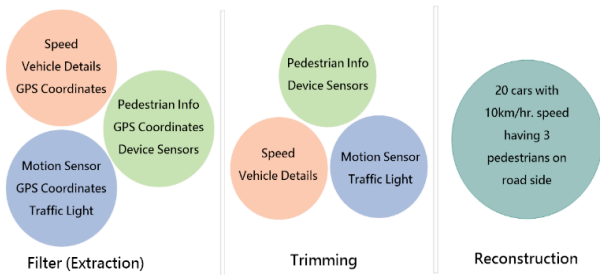 Speed
Vehicle Details
GPS Coordinates
Pedestrian Info
GPS Coordinates
Device Sensors
Motion Sensor
GPS Coordinates
Traffic Light
Filter (Extraction)
Pedestrian Info
Device Sensors
Speed
Vehicle Details
Motion Sensor
Traffic Light
Trimming
20 cars with
10km/hr. speed
having 3
pedestrians on
road side
Reconstruction